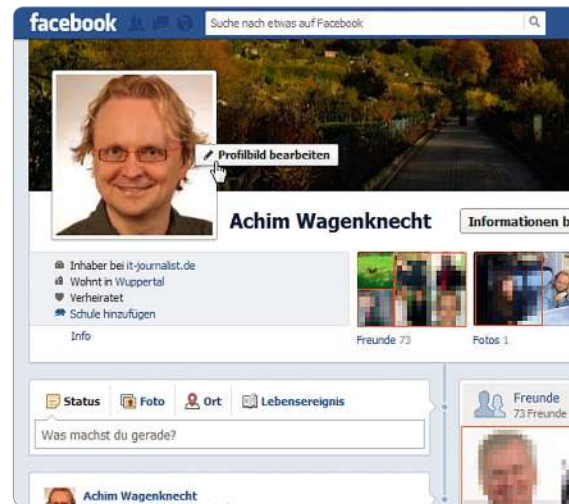 facebook
Suche nach etwas auf Facebook
Profilbild bearbeiten
Achim Wagenknecht
Informationen b
Inhaber bei it-journalist.de
Wohnt in Wuppertal
Verheiratet
Schule hinzufügen
Info
Freunde 73
Fotos 1
Status Foto Ort Lebensereignis
Was machst du gerade?
Freunde
73 Freunde
Achim Wagenknecht